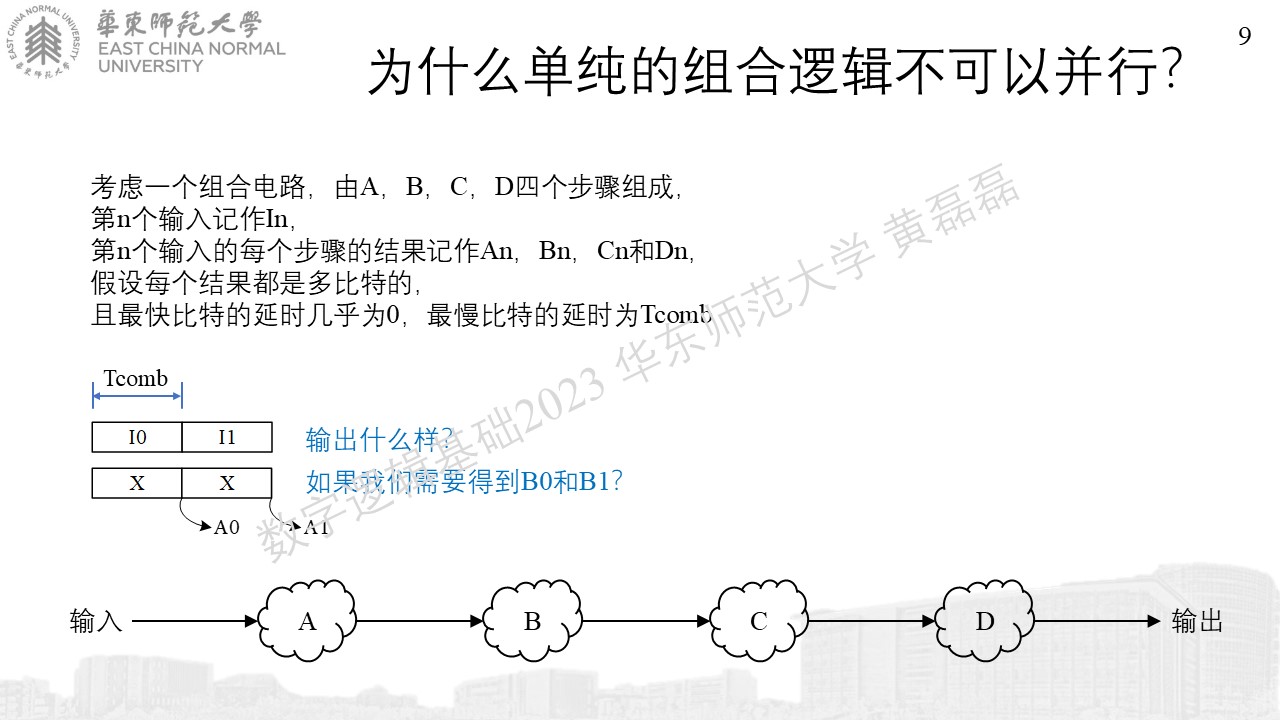 華東師範大學
EAST CHINA NORMAL
UNIVERSITY
EAST CHINA NORMAL UNIVERSITY
華東師範大學
9
为什么单纯的组合逻辑不可以并行？
考虑一个组合电路，由A，B，C，D四个步骤组成，
第n个输入记作In，
第n个输入的每个步骤的结果记作An，Bn，Cn和Dn，
假设每个结果都是多比特的，
且最快比特的延时几乎为0，最慢比特的延时为Tcomb
数字逻辑基础2023 华东师范大学 黄磊磊
Tcomb
I0 I1
输出什么样？
X X
如果我们需要得到B0和B1？
A0 A1
输入 A B C D 输出